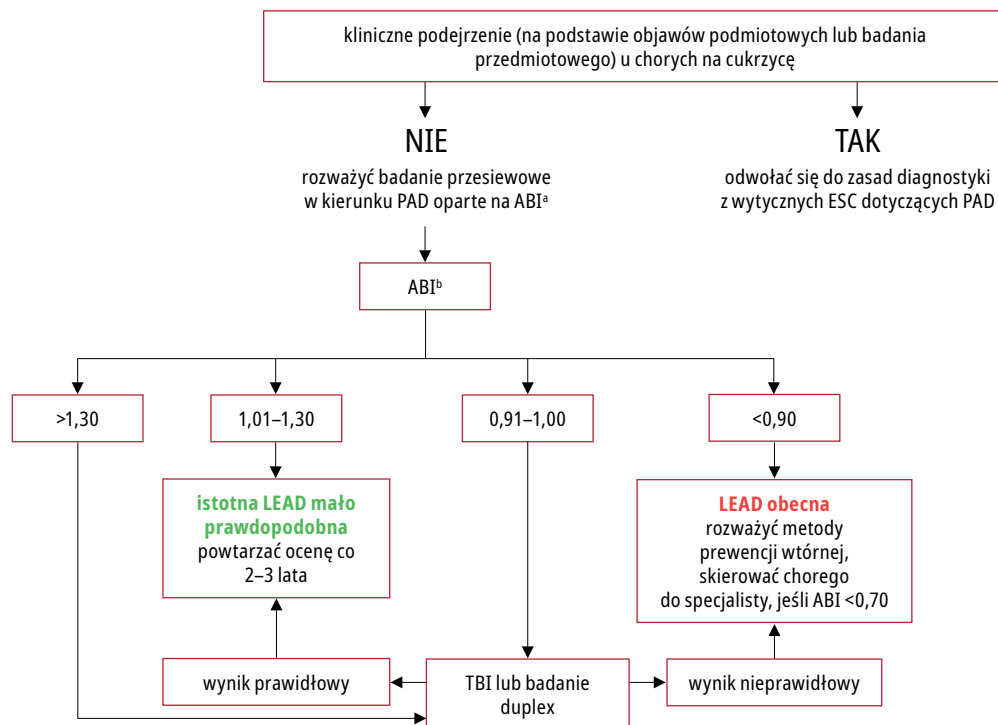 kliniczne podejrzenie (na podstawie objawów podmiotowych lub badania
przedmiotowego) u chorych na cukrzycę
NIE
rozważyć badanie przesiewowe
w kierunku PAD oparte na ABIᵃ
TAK
odwołać się do zasad diagnostyki
z wytycznych ESC dotyczących PAD
ABIᵇ
>1,30
1,01–1,30
0,91–1,00
<0,90
istotna LEAD mało
prawdopodobna
powtarzać ocenę co
2–3 lata
LEAD obecna
rozważyć metody
prewencji wtórnej,
skierować chorego
do specjalisty, jeśli ABI <0,70
wynik prawidłowy
TBI lub badanie
duplex
wynik nieprawidłowy